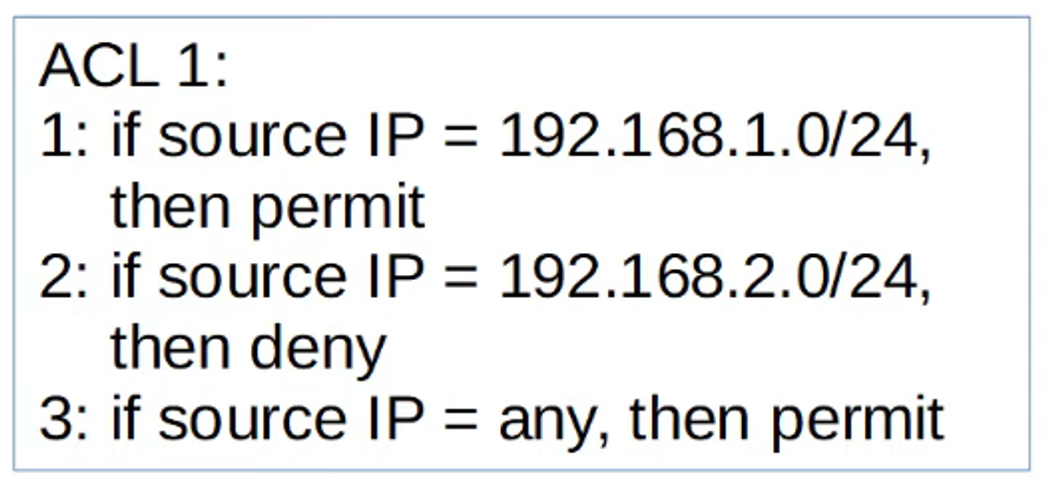 ACL 1:
1: if source IP = 192.168.1.0/24,
then permit
2: if source IP = 192.168.2.0/24,
then deny
3: if source IP = any, then permit